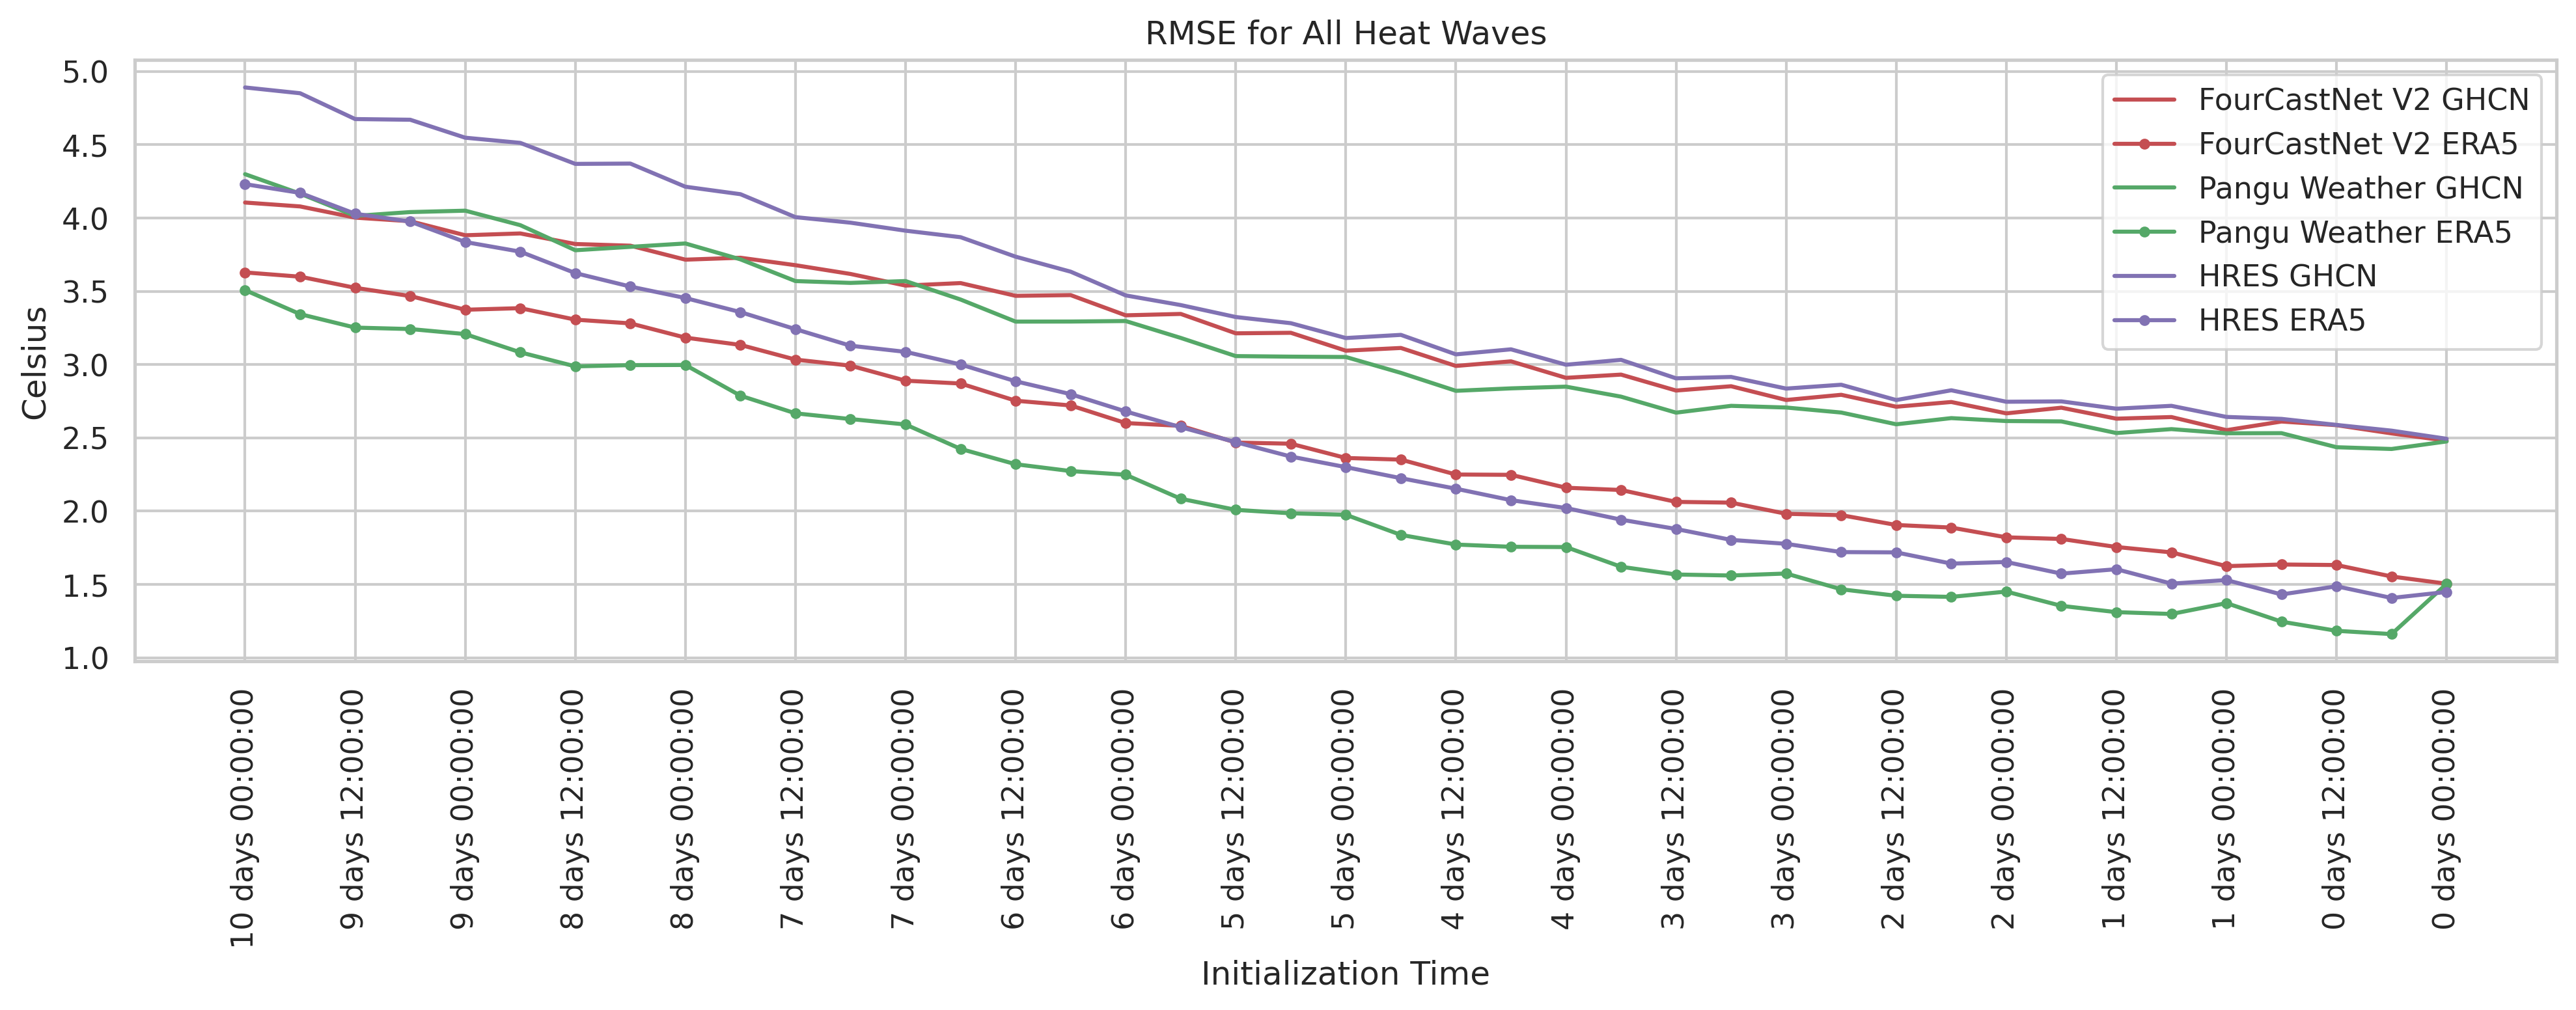 RMSE for All Heat Waves
5.0
4.5
4.0
3.5
3.0
2.5
2.0
1.5
1.0
Celsius
FourCastNet V2 GHCN
FourCastNet V2 ERA5
Pangu Weather GHCN
Pangu Weather ERA5
HRES GHCN
HRES ERA5
10 days 00:00:00
9 days 12:00:00
9 days 00:00:00
8 days 12:00:00
8 days 00:00:00
7 days 12:00:00
7 days 00:00:00
6 days 12:00:00
6 days 00:00:00
5 days 12:00:00
5 days 00:00:00
4 days 12:00:00
4 days 00:00:00
3 days 12:00:00
3 days 00:00:00
2 days 12:00:00
2 days 00:00:00
1 days 12:00:00
1 days 00:00:00
0 days 12:00:00
0 days 00:00:00
Initialization Time